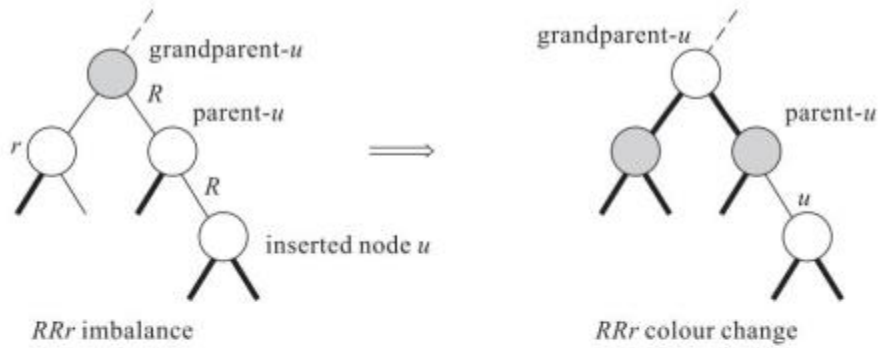 grandparent-u
R
parent-u
r
R
inserted node u
RRr imbalance
grandparent-u
parent-u
u
RRr colour change